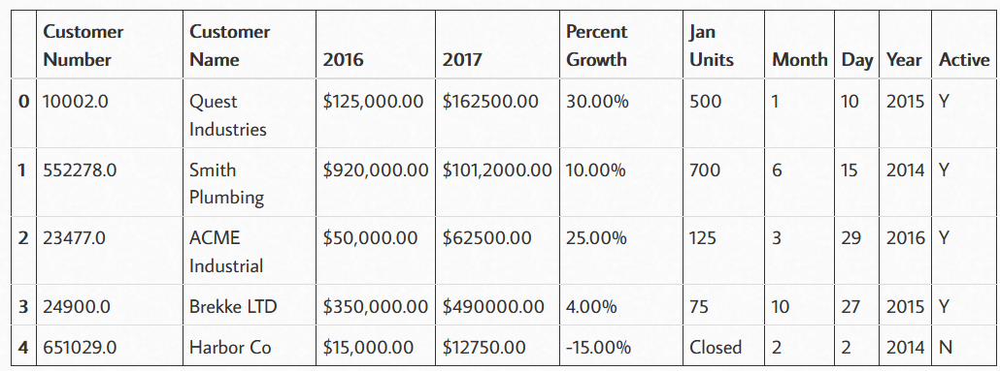 Customer Number Customer Name 2016 2017 Percent Growth Jan Units Month Day Year Active
0 10002.0 Quest Industries $125,000.00 $162500.00 30.00% 500 1 10 2015 Y
1 552278.0 Smith Plumbing $920,000.00 $101,2000.00 10.00% 700 6 15 2014 Y
2 23477.0 ACME Industrial $50,000.00 $62500.00 25.00% 125 3 29 2016 Y
3 24900.0 Brekke LTD $350,000.00 $490000.00 4.00% 75 10 27 2015 Y
4 651029.0 Harbor Co $15,000.00 $12750.00 -15.00% Closed 2 2 2014 N